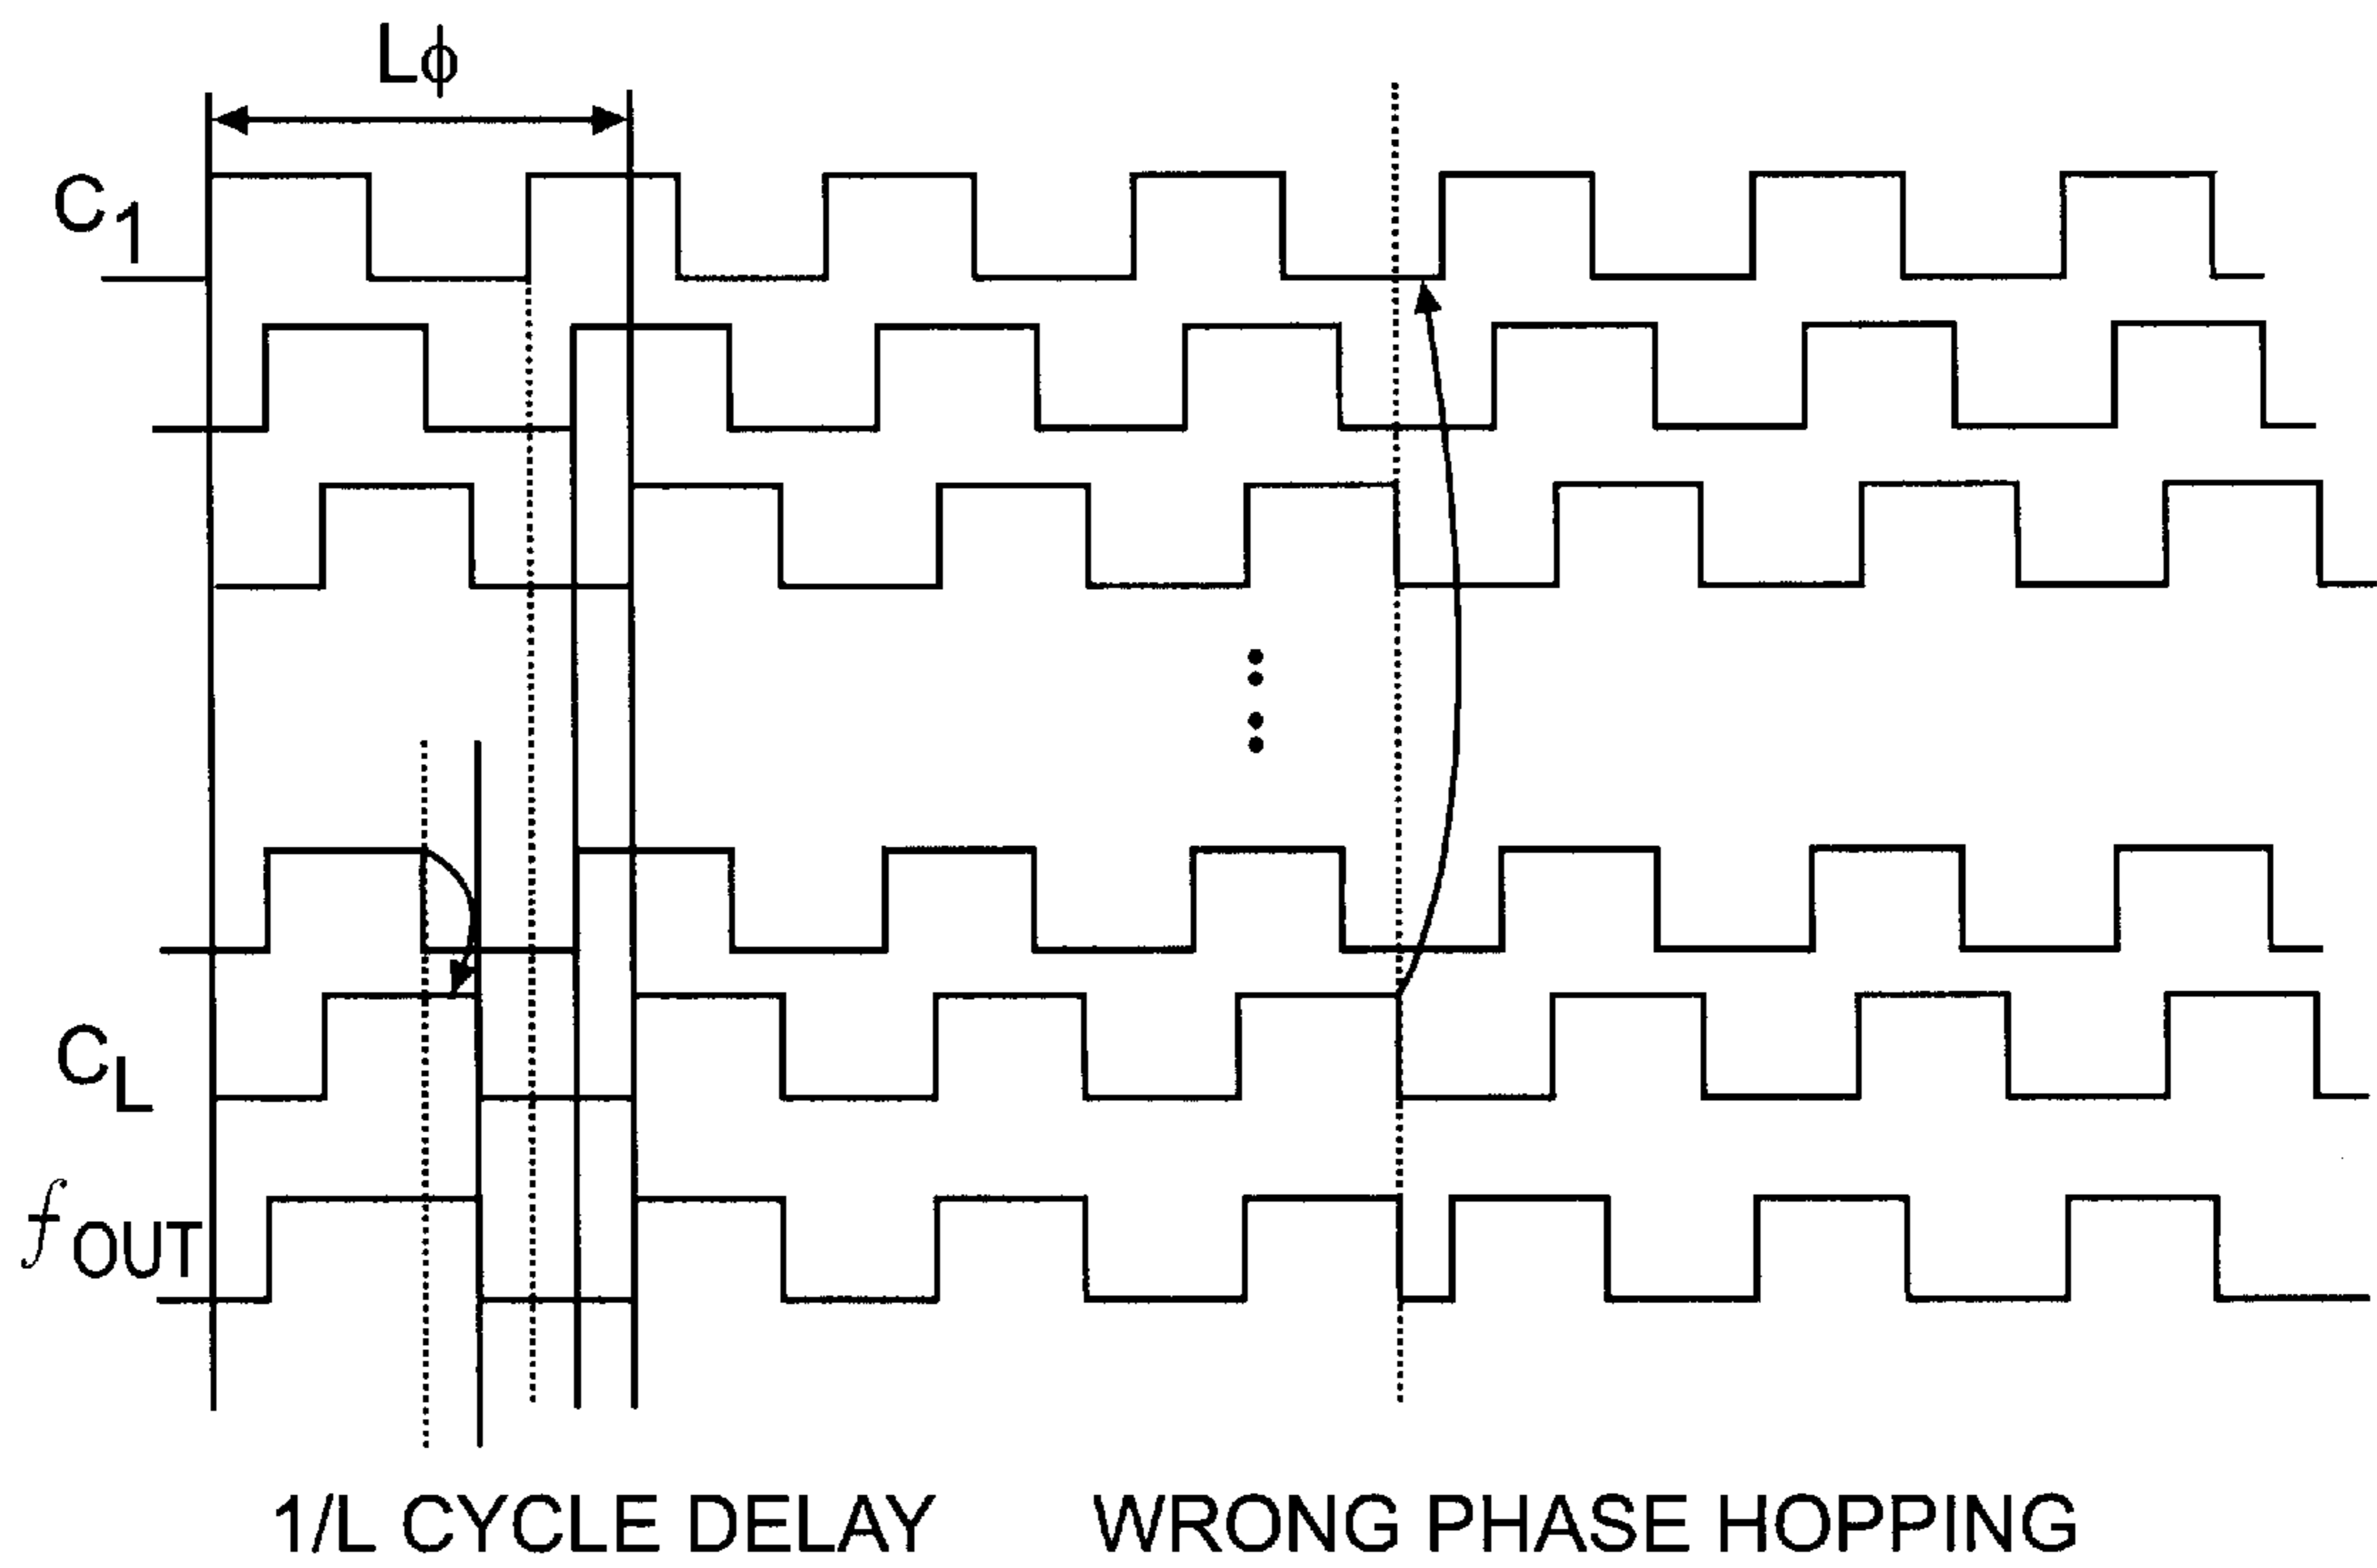 Lϕ
C1
CL
fOUT
1/L CYCLE DELAY
WRONG PHASE HOPPING